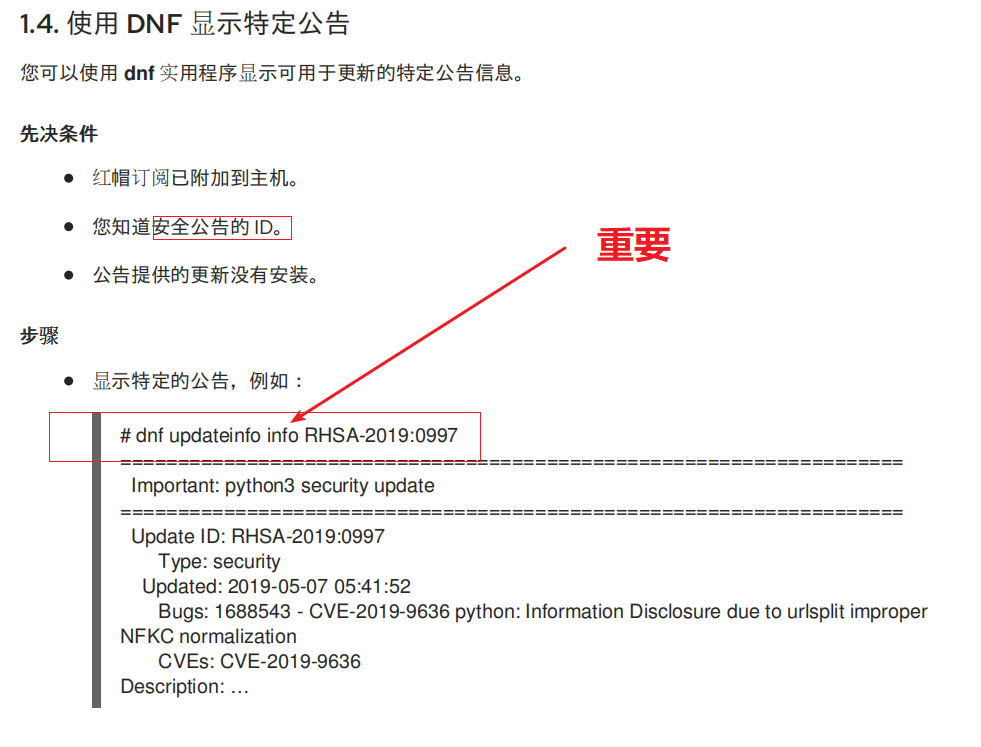 1.4. 使用 DNF 显示特定公告
您可以使用 dnf 实用程序显示可用于更新的特定公告信息。
先决条件
● 红帽订阅已附加到主机。
● 您知道安全公告的 ID。
重要
● 公告提供的更新没有安装。
步骤
● 显示特定的公告，例如：
# dnf updateinfo info RHSA-2019:0997
====================================================================
Important: python3 security update
====================================================================
Update ID: RHSA-2019:0997
Type: security
Updated: 2019-05-07 05:41:52
Bugs: 1688543 - CVE-2019-9636 python: Information Disclosure due to urlsplit improper
NFKC normalization
CVEs: CVE-2019-9636
Description: …